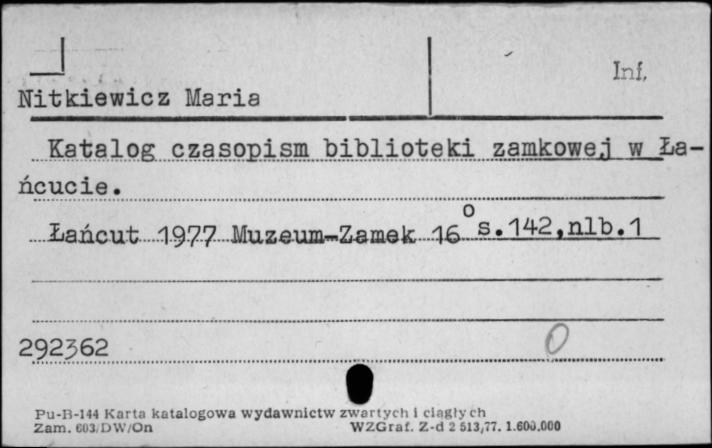 Inf.
Nitkiewicz Maria
Katalog czasopism biblioteki zamkowej w Ła-
ńcucie.
Łańcut 1977 Muzeum-Zamek 16° s.142,nlb.1
292362 0
Pu-B-144 Karta katalogowa wydawnictw zwartych i ciągłych
Zam. 603/DW/On WZGraf. Z-d 2 513/77. 1.600.000